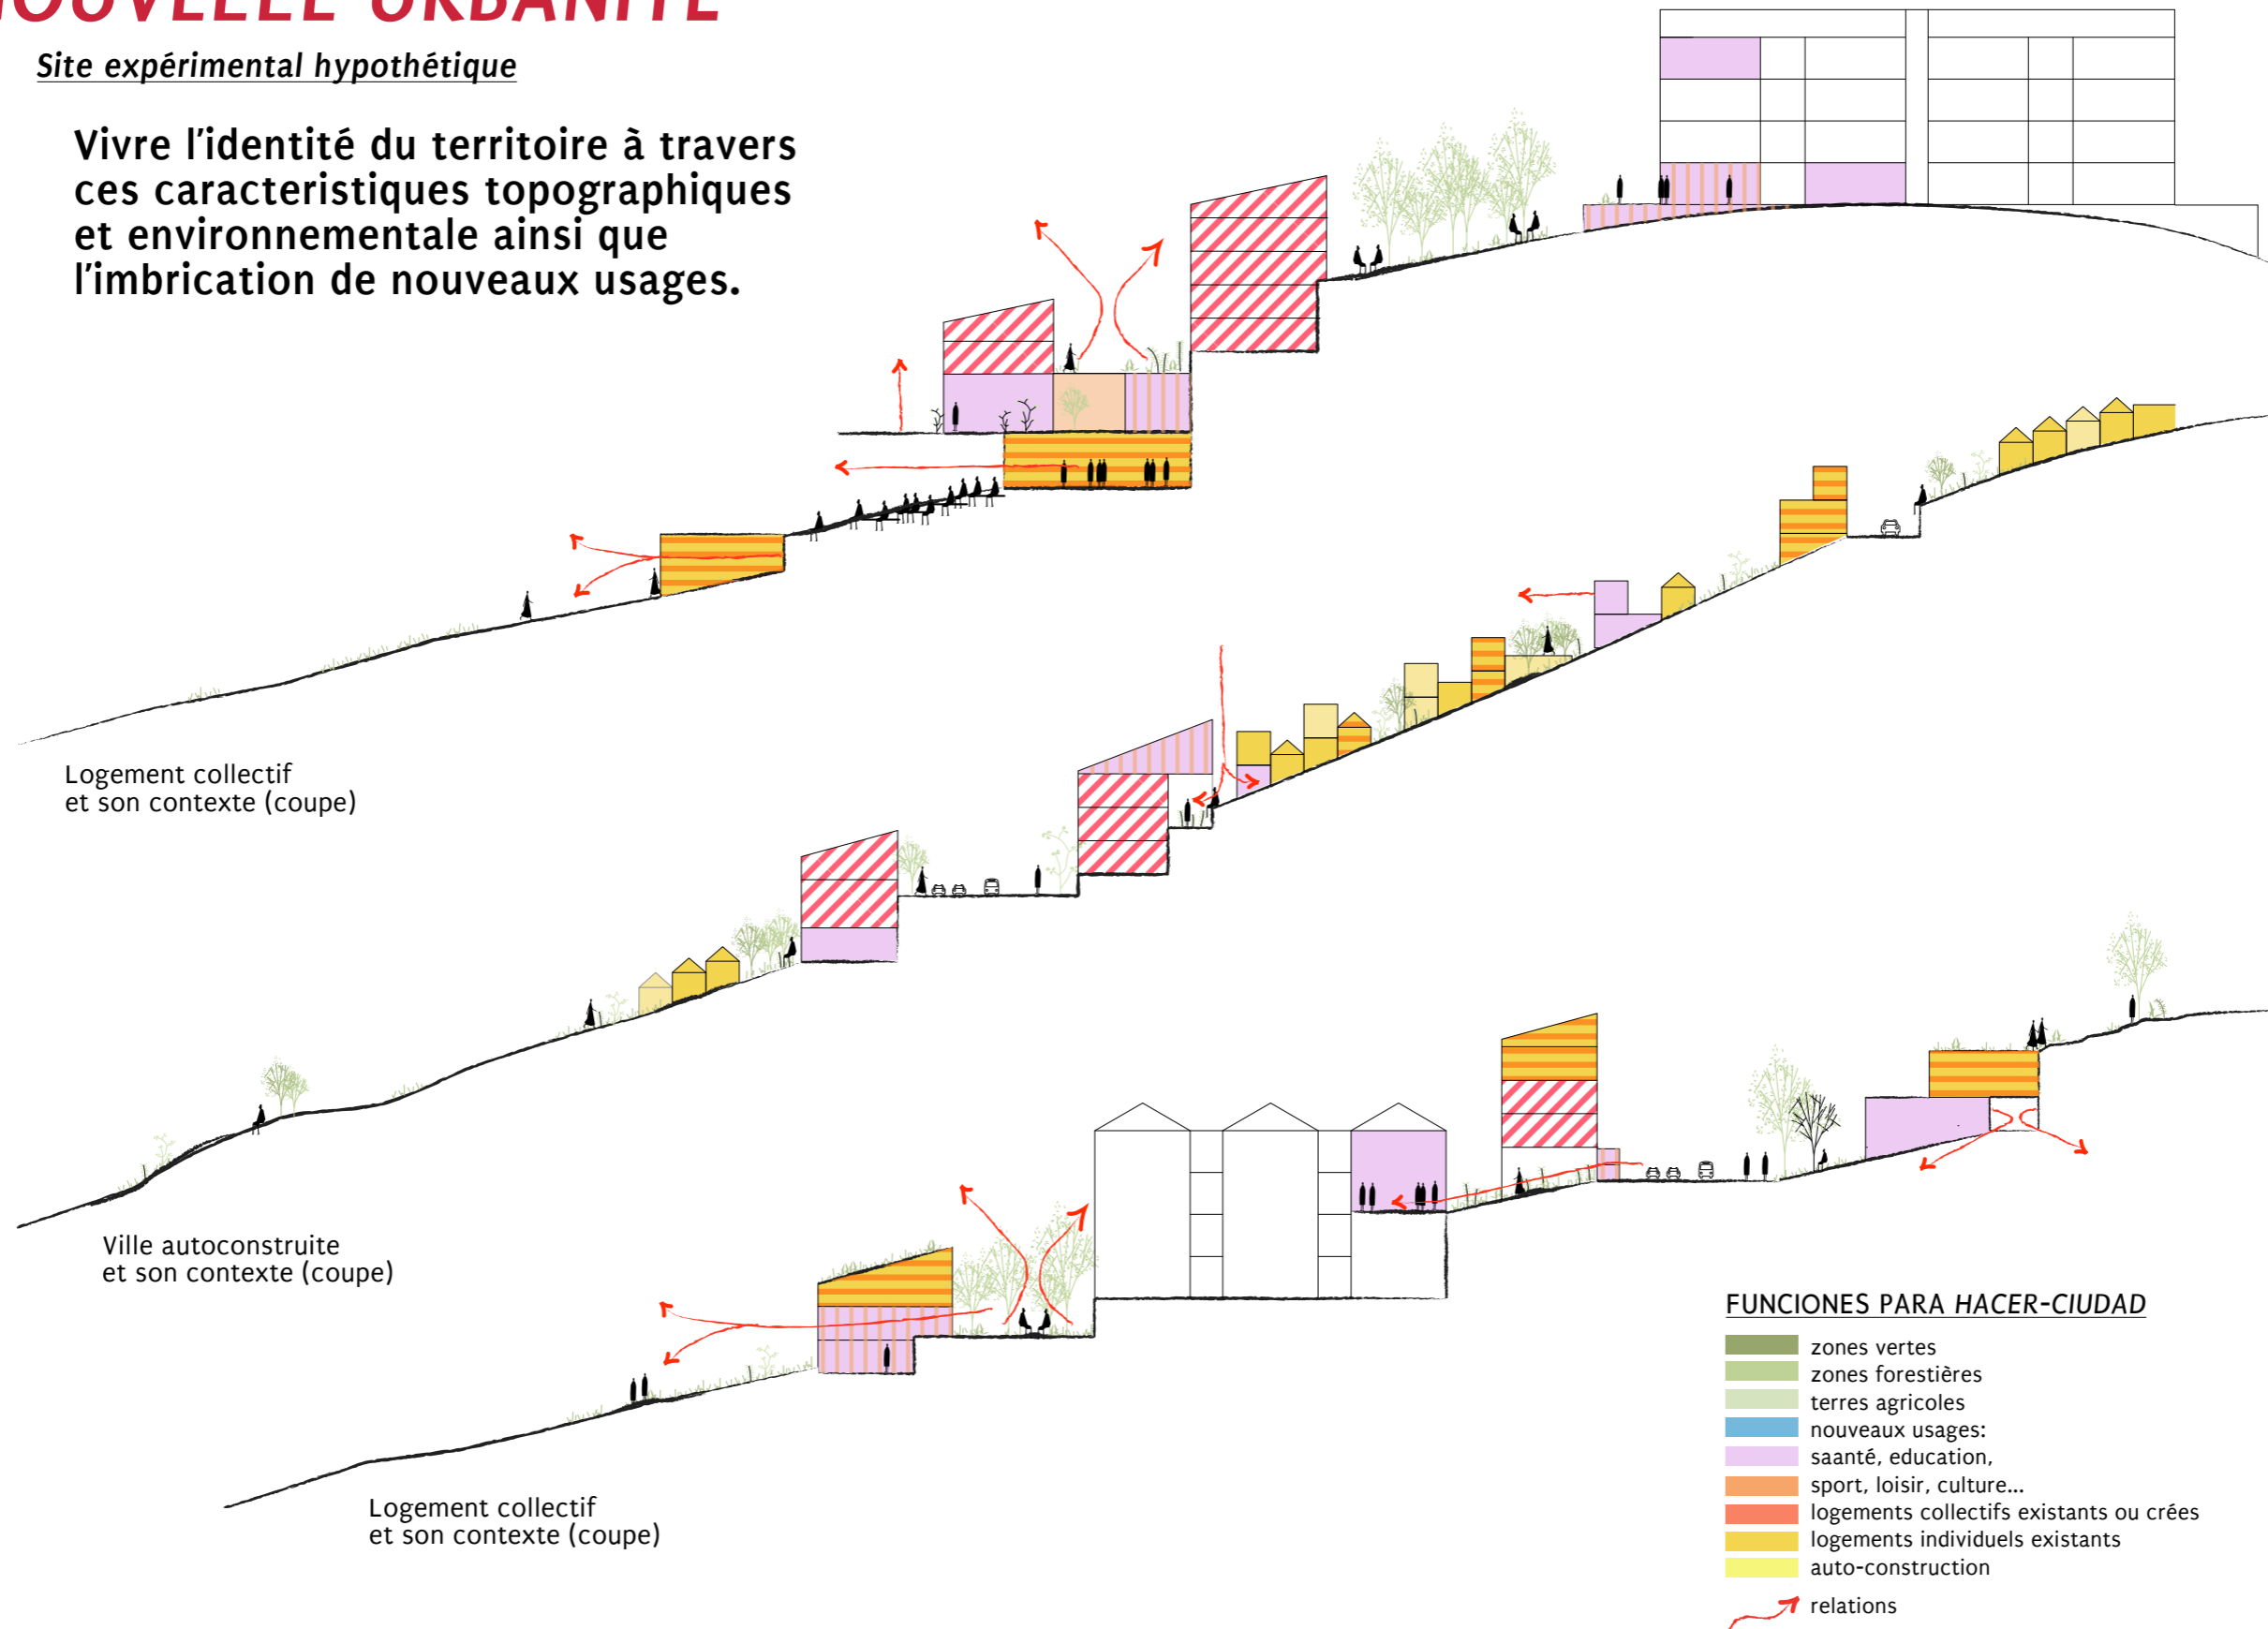 NOUVELLE URBANITÉ
Site expérimental hypothétique
Vivre l'identité du territoire à travers
ces caracteristiques topographiques
et environnementale ainsi que
l'imbrication de nouveaux usages.
Logement collectif
et son contexte (coupe)
Ville autoconstruite
et son contexte (coupe)
Logement collectif
et son contexte (coupe)
FUNCIONES PARA HACER-CIUDAD
zones vertes
zones forestières
terres agricoles
nouveaux usages:
saanté, education,
sport, loisir, culture...
logements collectifs existants ou crées
logements individuels existants
auto-construction
relations